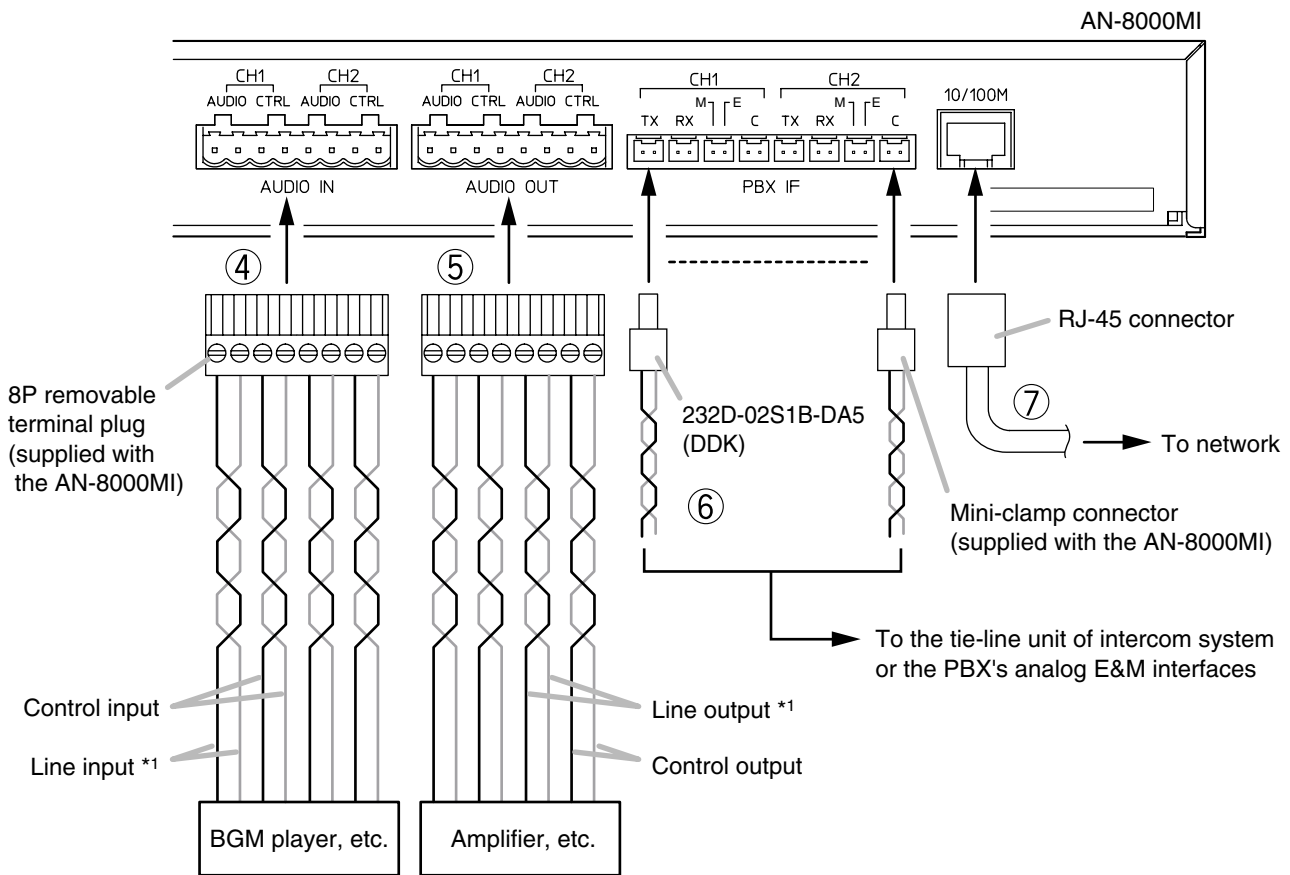 AN-8000MI
CH1 CH2 CH1 CH2 CH1 CH2
AUDIO CTRL AUDIO CTRL AUDIO CTRL AUDIO CTRL TX RX M E C TX RX M E C 10/100M
AUDIO IN AUDIO OUT PBX IF
④ ⑤
8P removable
terminal plug
(supplied with
the AN-8000MI)
232D-02S1B-DA5
(DDK)
⑥
RJ-45 connector
⑦
To network
Mini-clamp connector
(supplied with the AN-8000MI)
To the tie-line unit of intercom system
or the PBX's analog E&M interfaces
Control input
Line input *1
Line output *1
Control output
BGM player, etc.
Amplifier, etc.